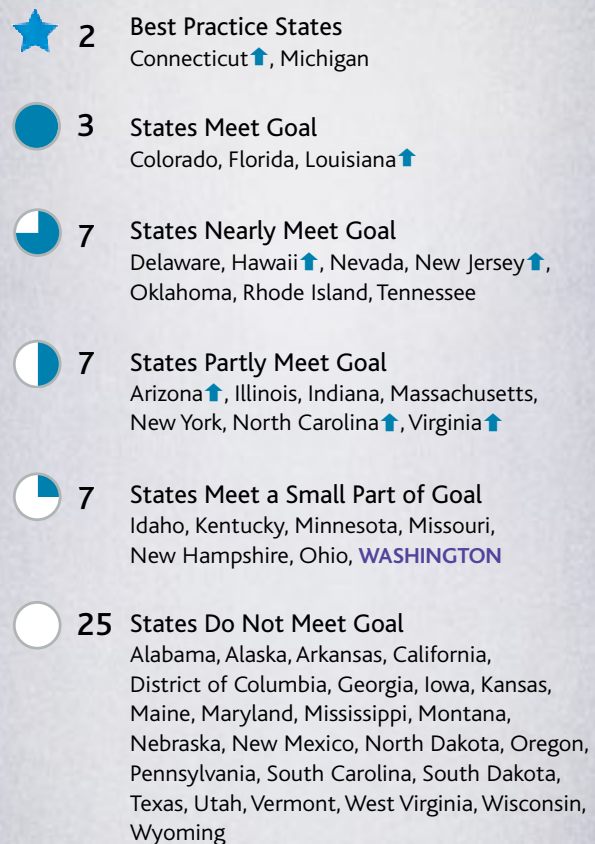 2 Best Practice States
Connecticut⬆, Michigan
3 States Meet Goal
Colorado, Florida, Louisiana⬆
7 States Nearly Meet Goal
Delaware, Hawaii⬆, Nevada, New Jersey⬆,
Oklahoma, Rhode Island, Tennessee
7 States Partly Meet Goal
Arizona⬆, Illinois, Indiana, Massachusetts,
New York, North Carolina⬆, Virginia⬆
7 States Meet a Small Part of Goal
Idaho, Kentucky, Minnesota, Missouri,
New Hampshire, Ohio, WASHINGTON
25 States Do Not Meet Goal
Alabama, Alaska, Arkansas, California,
District of Columbia, Georgia, Iowa, Kansas,
Maine, Maryland, Mississippi, Montana,
Nebraska, New Mexico, North Dakota, Oregon,
Pennsylvania, South Carolina, South Dakota,
Texas, Utah, Vermont, West Virginia, Wisconsin,
Wyoming